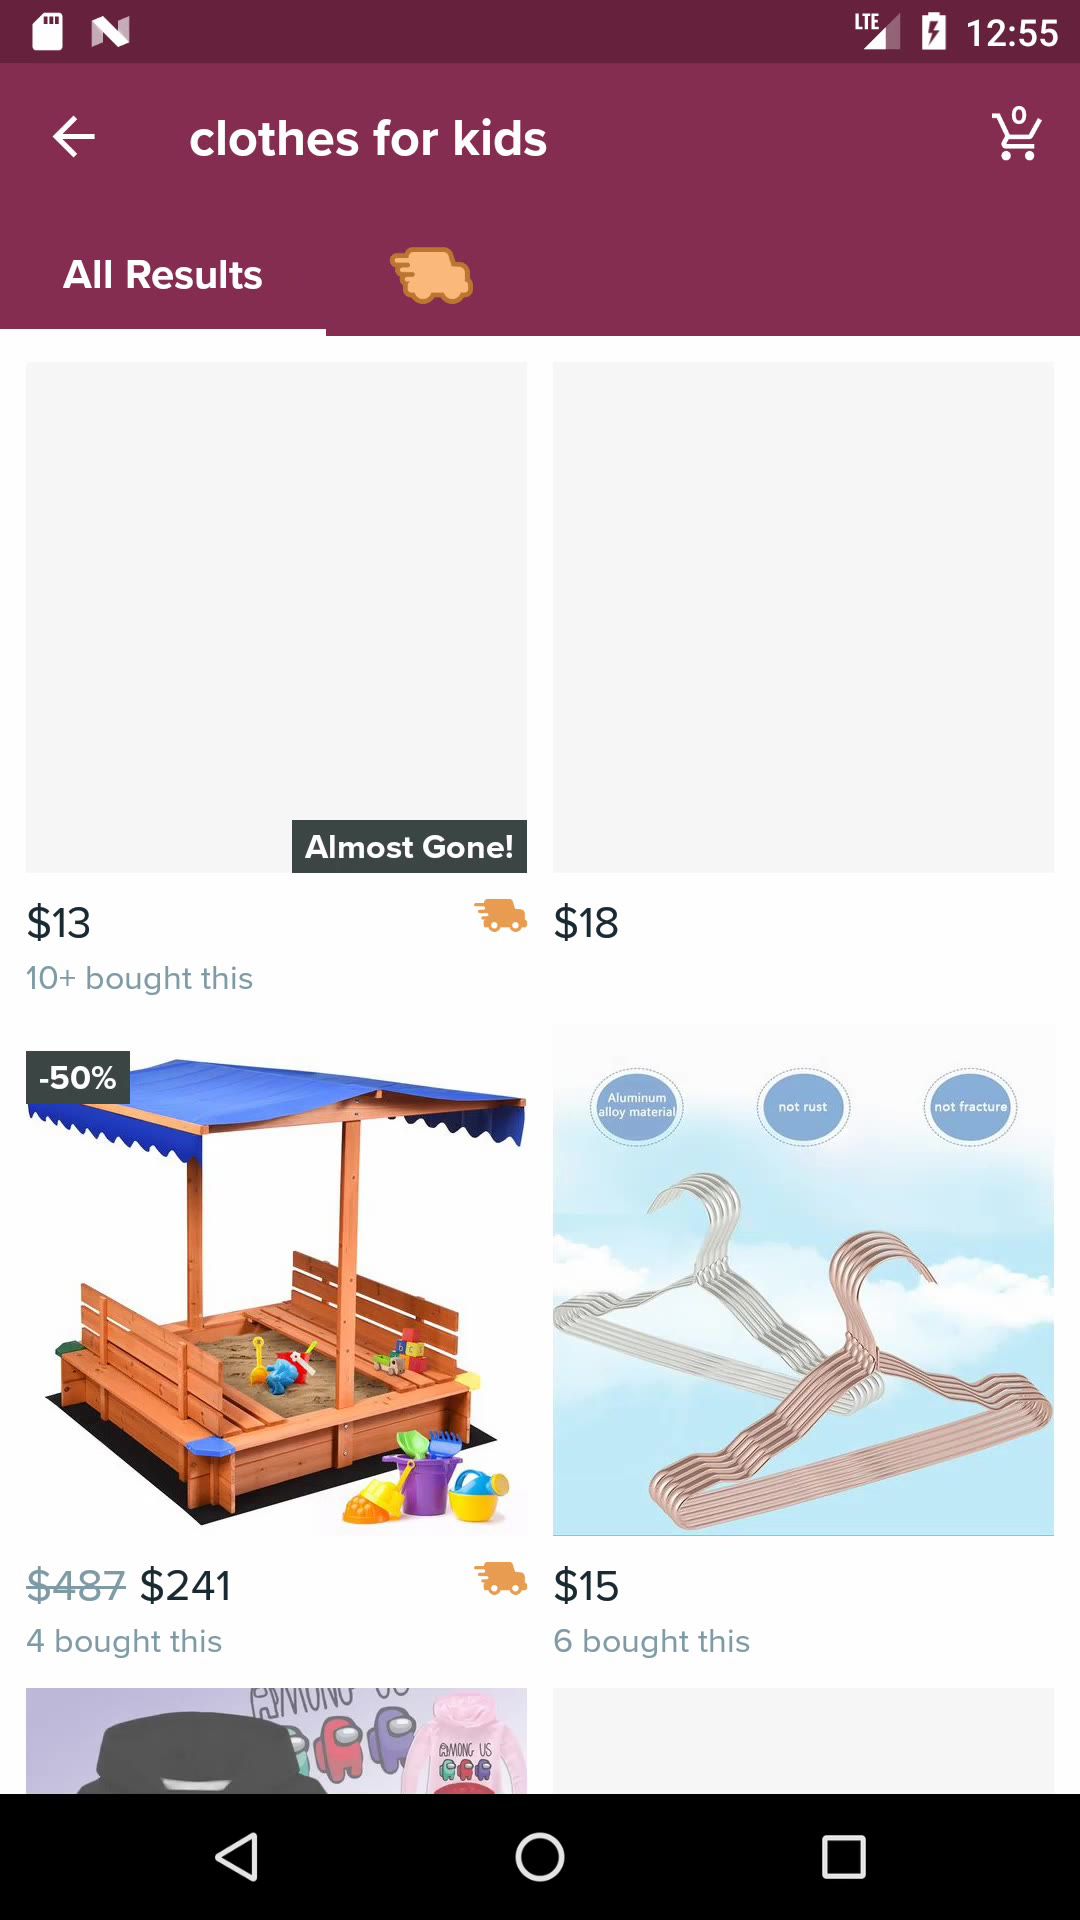 LTE
12:55
clothes for kids
0
All Results
Almost Gone!
$13
$18
10+ bought this
-50%
Aluminum
alloy material
not rust
not fracture
$487 $241
$15
4 bought this
6 bought this
AMONG US
AMONG US